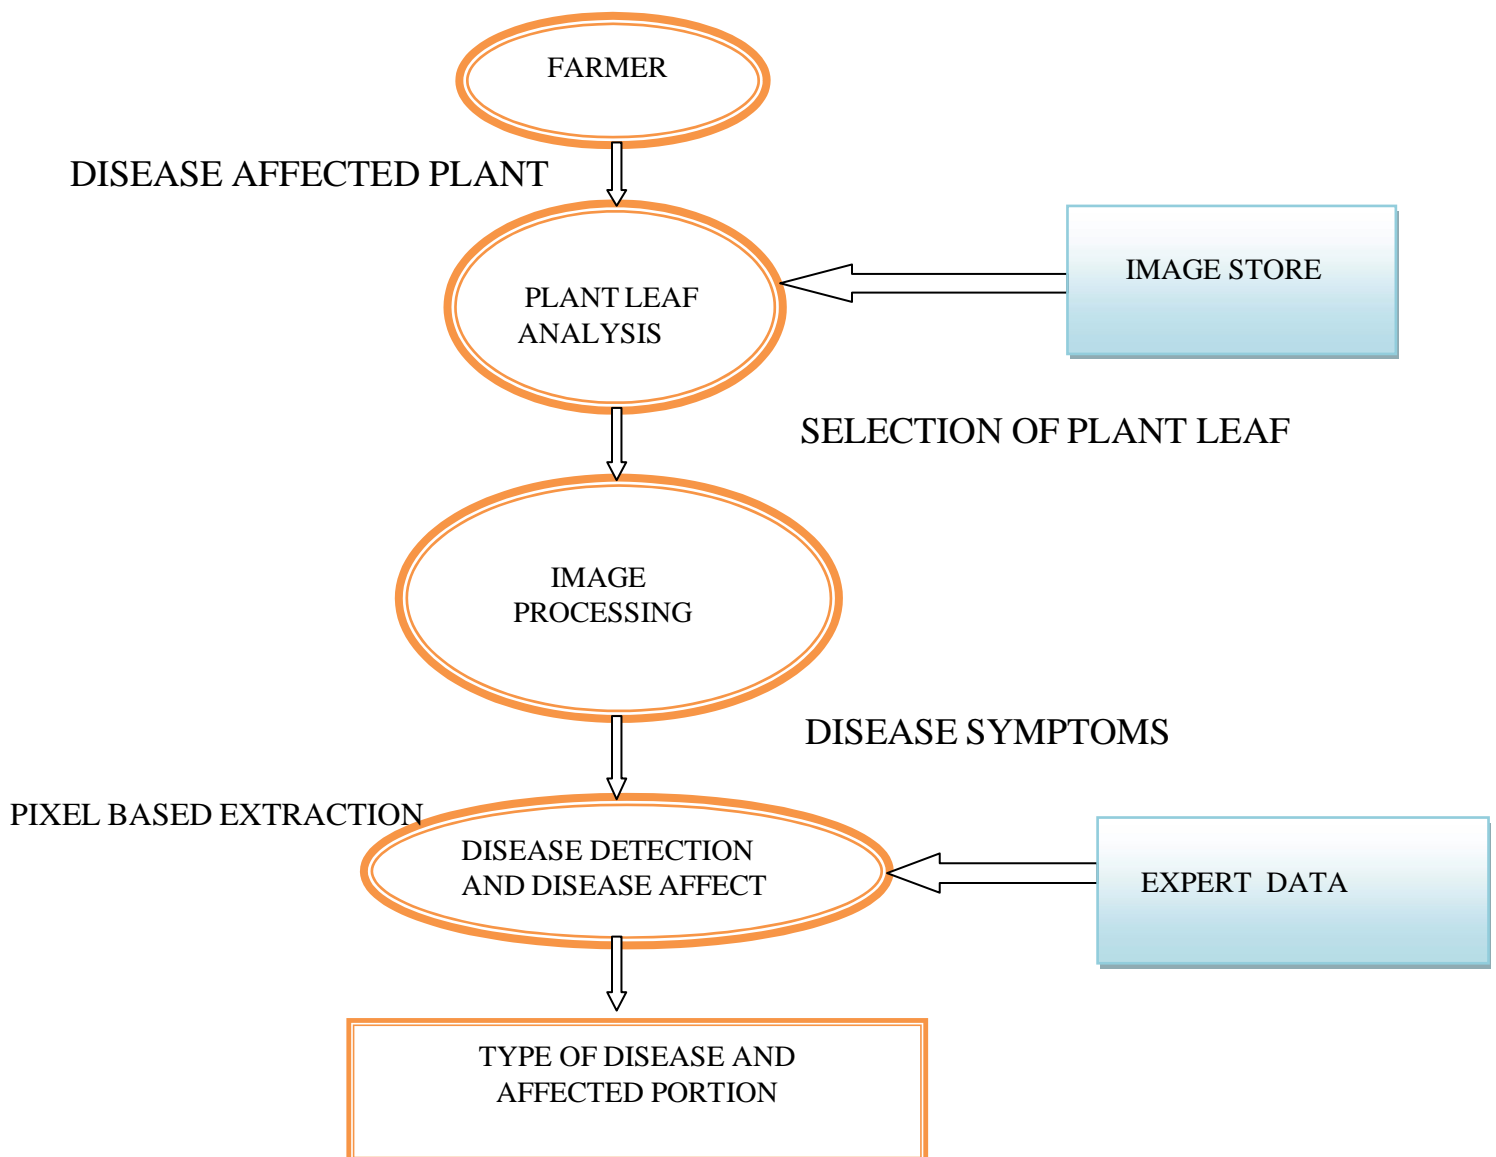 FARMER
DISEASE AFFECTED PLANT
IMAGE STORE
PLANT LEAF
ANALYSIS
SELECTION OF PLANT LEAF
IMAGE
PROCESSING
DISEASE SYMPTOMS
PIXEL BASED EXTRACTION
DISEASE DETECTION
AND DISEASE AFFECT
EXPERT DATA
TYPE OF DISEASE AND
AFFECTED PORTION